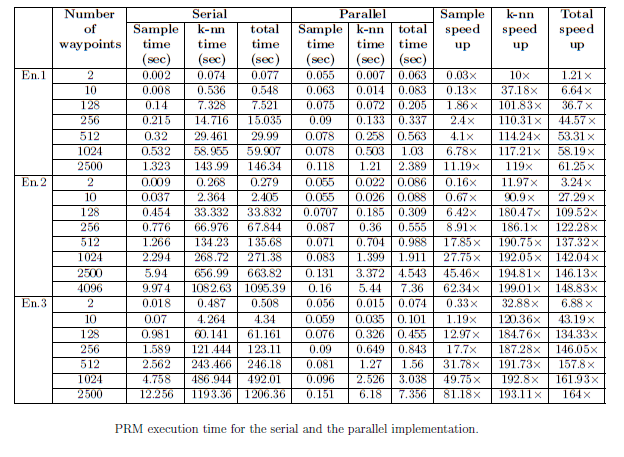 Number Serial Parallel Sample k-nn Total
of Sample k-nn total Sample k-nn total speed speed speed
waypoints time time time time time time up up up
(sec) (sec) (sec) (sec) (sec) (sec)
En.1 2 0.002 0.074 0.077 0.055 0.007 0.063 0.03× 10× 1.21×
10 0.008 0.536 0.548 0.063 0.014 0.083 0.13× 37.18× 6.64×
128 0.14 7.328 7.521 0.075 0.072 0.205 1.86× 101.83× 36.7×
256 0.215 14.716 15.035 0.09 0.133 0.337 2.4× 110.31× 44.57×
512 0.32 29.461 29.99 0.078 0.258 0.563 4.1× 114.24× 53.31×
1024 0.532 58.955 59.907 0.078 0.503 1.03 6.78× 117.21× 58.19×
2500 1.323 143.99 146.34 0.118 1.21 2.389 11.19× 119× 61.25×
En.2 2 0.009 0.268 0.279 0.055 0.022 0.086 0.16× 11.97× 3.24×
10 0.037 2.364 2.405 0.055 0.026 0.088 0.67× 90.9× 27.29×
128 0.454 33.332 33.832 0.0707 0.185 0.309 6.42× 180.47× 109.52×
256 0.776 66.976 67.844 0.087 0.36 0.555 8.91× 186.1× 122.28×
512 1.266 134.23 135.68 0.071 0.704 0.988 17.85× 190.75× 137.32×
1024 2.294 268.72 271.38 0.083 1.399 1.911 27.75× 192.05× 142.04×
2500 5.94 656.99 663.82 0.131 3.372 4.543 45.46× 194.81× 146.13×
4096 9.974 1082.63 1095.39 0.16 5.44 7.36 62.34× 199.01× 148.83×
En.3 2 0.018 0.487 0.508 0.056 0.015 0.074 0.33× 32.88× 6.88×
10 0.07 4.264 4.34 0.059 0.035 0.101 1.19× 120.36× 43.19×
128 0.981 60.141 61.161 0.076 0.326 0.455 12.97× 184.76× 134.33×
256 1.589 121.444 123.11 0.09 0.649 0.843 17.7× 187.28× 146.05×
512 2.562 243.466 246.18 0.081 1.27 1.56 31.78× 191.73× 157.8×
1024 4.758 486.944 492.01 0.096 2.526 3.038 49.75× 192.8× 161.93×
2500 12.256 1193.36 1206.36 0.151 6.18 7.356 81.18× 193.11× 164×
PRM execution time for the serial and the parallel implementation.